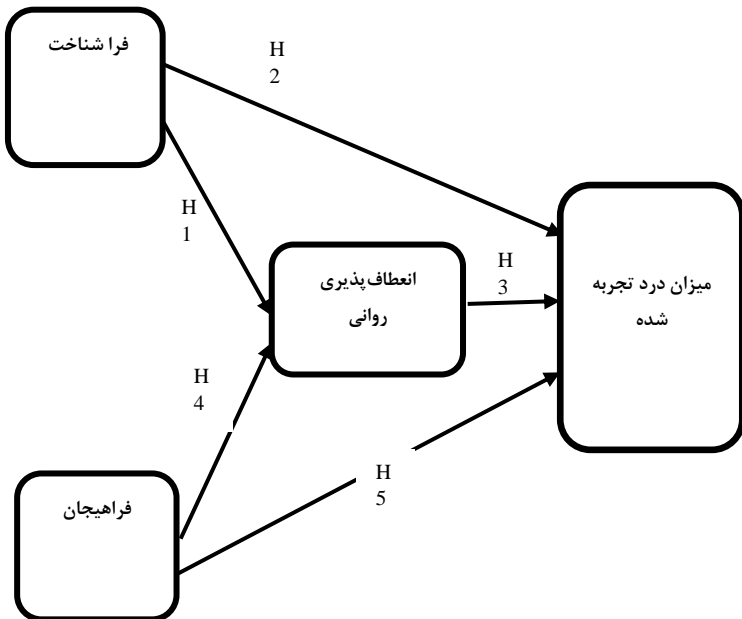 فرا شناخت
H
2
H
1
انعطاف‌پذیری
روانی
H
3
میزان درد تجربه
شده
H
4
H
5
فراهیجان